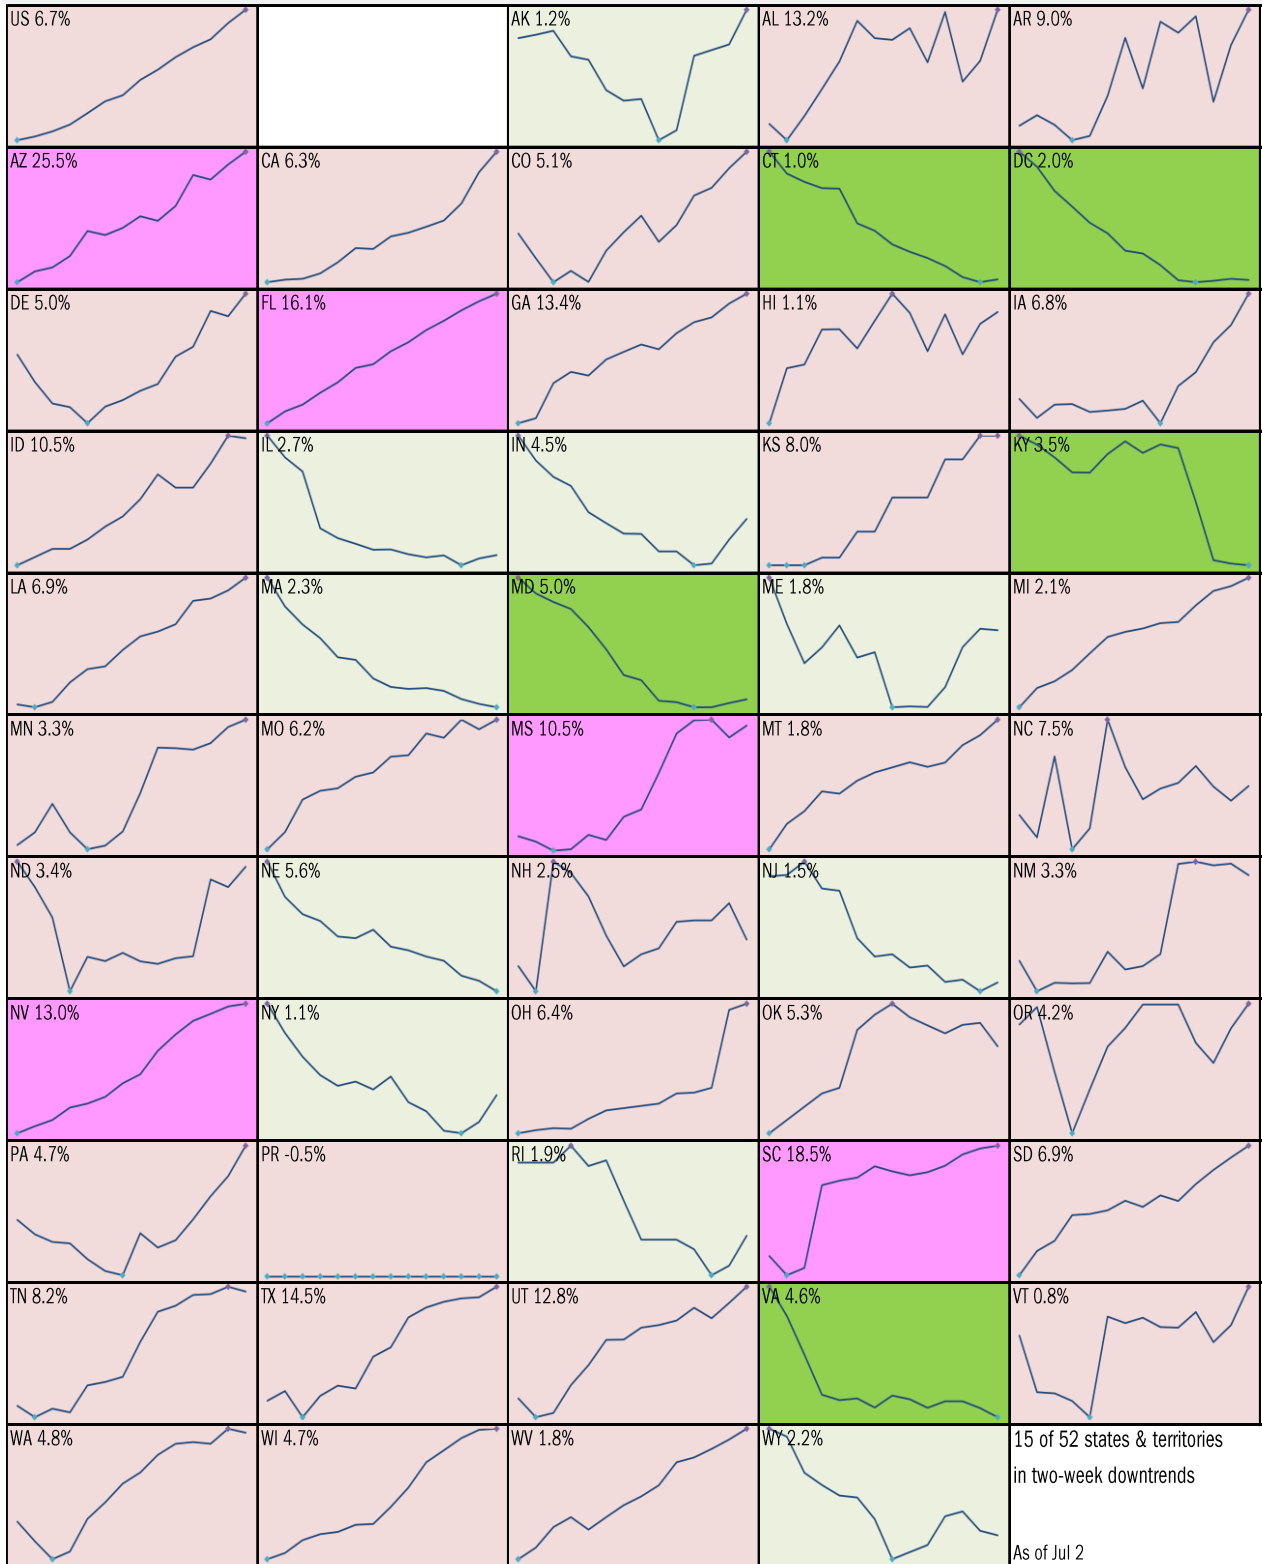 US 6.7%
AK 1.2%
AL 13.2%
AR 9.0%
AZ 25.5%
CA 6.3%
CO 5.1%
CT 1.0%
DC 2.0%
DE 5.0%
FL 16.1%
GA 13.4%
HI 1.1%
IA 6.8%
ID 10.5%
IL 2.7%
IN 4.5%
KS 8.0%
KY 3.5%
LA 6.9%
MA 2.3%
MD 5.0%
ME 1.8%
MI 2.1%
MN 3.3%
MO 6.2%
MS 10.5%
MT 1.8%
NC 7.5%
ND 3.4%
NE 5.6%
NH 2.5%
NJ 1.5%
NM 3.3%
NV 13.0%
NY 1.1%
OH 6.4%
OK 5.3%
OR 4.2%
PA 4.7%
PR -0.5%
RI 1.9%
SC 18.5%
SD 6.9%
TN 8.2%
TX 14.5%
UT 12.8%
VA 4.6%
VT 0.8%
WA 4.8%
WI 4.7%
WV 1.8%
WY 2.2%
15 of 52 states & territories
in two-week downtrends
As of Jul 2